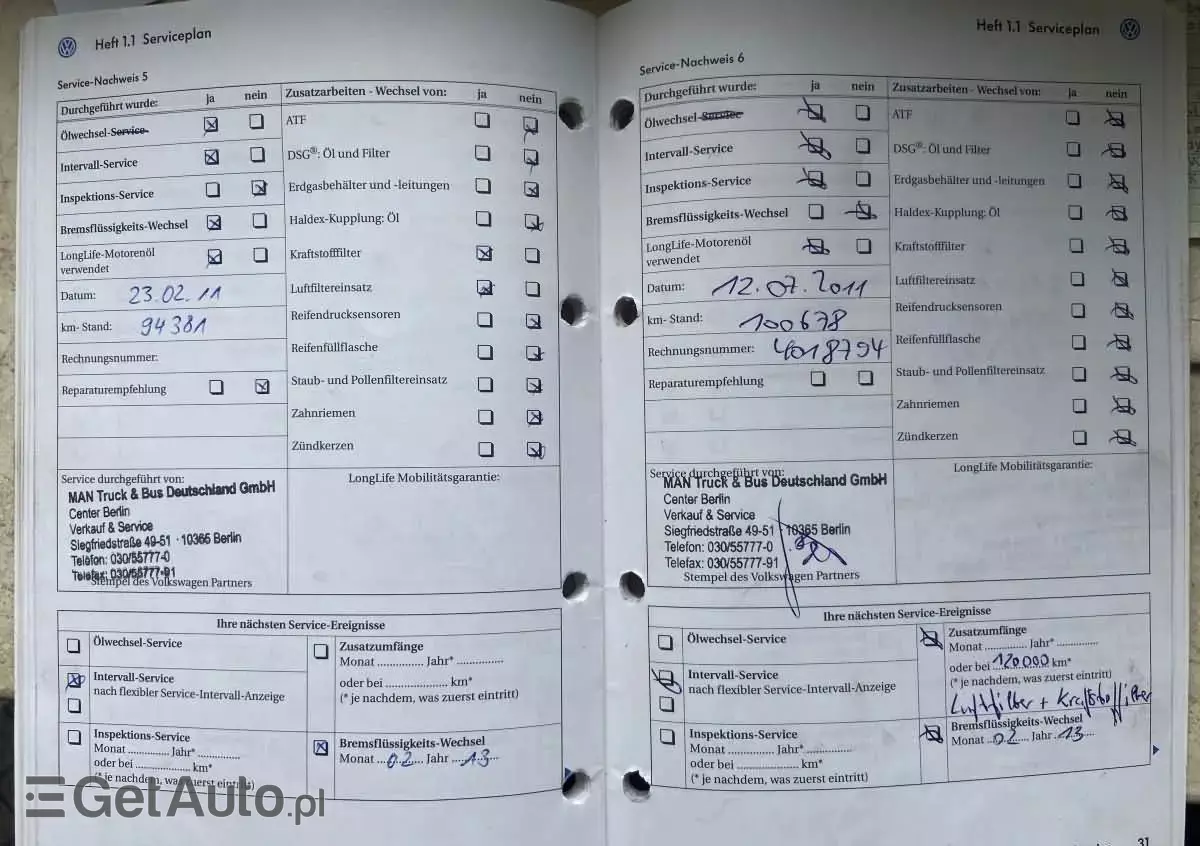 Heft 1.1 Serviceplan
Service-Nachweis 5
Durchgeführt wurde: ja nein
Ölwechsel-Service
Intervall-Service
Inspektions-Service
Bremsflüssigkeits-Wechsel
LongLife-Motorenöl
verwendet
Datum: 23.02.11
km- Stand: 94381
Rechnungsnummer:
Reparaturempfehlung
Zusatzarbeiten - Wechsel von: ja nein
ATF
DSG®: Öl und Filter
Erdgasbehälter und -leitungen
Haldex-Kupplung: Öl
Kraftstofffilter
Luftfiltereinsatz
Reifendrucksensoren
Reifenfüllflasche
Staub- und Pollenfiltereinsatz
Zahnriemen
Zündkerzen
Service durchgeführt von:
MAN Truck & Bus Deutschland GmbH
Center Berlin
Verkauf & Service
Siegfriedstraße 49-51 · 10365 Berlin
Telefon: 030/55777-0
Telefax: 030/55777-91
Stempel des Volkswagen Partners
LongLife Mobilitätsgarantie:
Ihre nächsten Service-Ereignisse
Ölwechsel-Service
Intervall-Service
nach flexibler Service-Intervall-Anzeige
Inspektions-Service
Monat .............. Jahr* ..............
oder bei .................... km*
(* je nachdem, was zuerst eintritt)
Zusatzumfänge
Monat .............. Jahr* ..............
oder bei .................... km*
(* je nachdem, was zuerst eintritt)
Bremsflüssigkeits-Wechsel
Monat ...02... Jahr ...13...
Heft 1.1 Serviceplan
Service-Nachweis 6
Durchgeführt wurde: ja nein
Ölwechsel-Service
Intervall-Service
Inspektions-Service
Bremsflüssigkeits-Wechsel
LongLife-Motorenöl
verwendet
Datum: 12.07.2011
km- Stand: 100678
Rechnungsnummer: 4018794
Reparaturempfehlung
Zusatzarbeiten - Wechsel von: ja nein
ATF
DSG®: Öl und Filter
Erdgasbehälter und -leitungen
Haldex-Kupplung: Öl
Kraftstofffilter
Luftfiltereinsatz
Reifendrucksensoren
Reifenfüllflasche
Staub- und Pollenfiltereinsatz
Zahnriemen
Zündkerzen
Service durchgeführt von:
MAN Truck & Bus Deutschland GmbH
Center Berlin
Verkauf & Service
Siegfriedstraße 49-51 10365 Berlin
Telefon: 030/55777-0
Telefax: 030/55777-91
Stempel des Volkswagen Partners
LongLife Mobilitätsgarantie:
Ihre nächsten Service-Ereignisse
Ölwechsel-Service
Intervall-Service
nach flexibler Service-Intervall-Anzeige
Inspektions-Service
Monat .............. Jahr* ..............
oder bei .................... km*
(* je nachdem, was zuerst eintritt)
Zusatzumfänge
Monat .............. Jahr* ..............
oder bei 120000 km*
(* je nachdem, was zuerst eintritt)
Luftfilter + Kraftstofffilter
Bremsflüssigkeits-Wechsel
Monat ...02... Jahr ...13...
31
GetAuto.pl